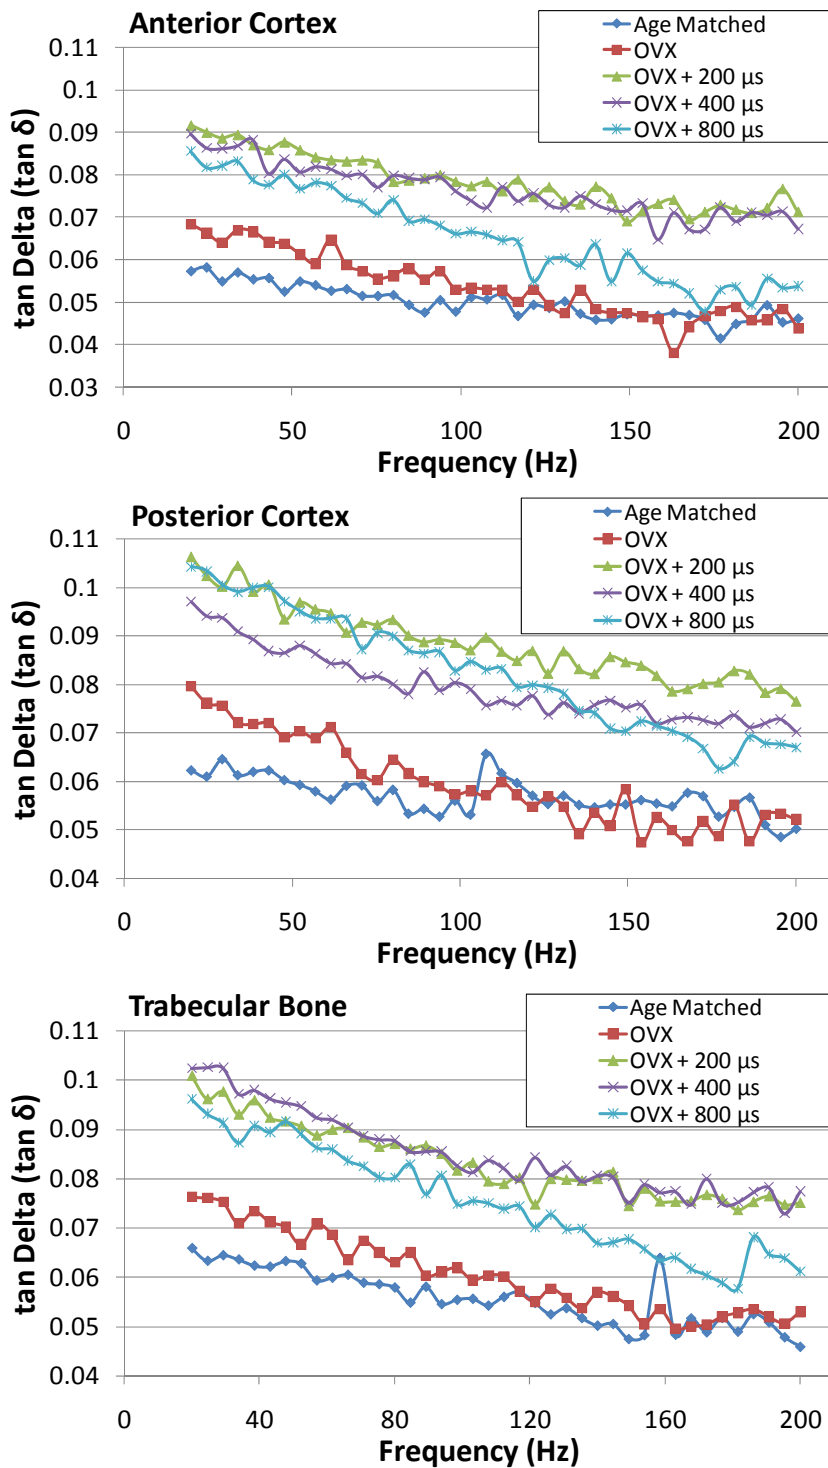 Anterior Cortex
Age Matched
OVX
OVX + 200 µs
OVX + 400 µs
OVX + 800 µs
tan Delta (tan δ)
0.11
0.1
0.09
0.08
0.07
0.06
0.05
0.04
0.03
0 50 100 150 200
Frequency (Hz)
Posterior Cortex
Age Matched
OVX
OVX + 200 µs
OVX + 400 µs
OVX + 800 µs
tan Delta (tan δ)
0.11
0.1
0.09
0.08
0.07
0.06
0.05
0.04
0 50 100 150 200
Frequency (Hz)
Trabecular Bone
Age Matched
OVX
OVX + 200 µs
OVX + 400 µs
OVX + 800 µs
tan Delta (tan δ)
0.11
0.1
0.09
0.08
0.07
0.06
0.05
0.04
0 40 80 120 160 200
Frequency (Hz)